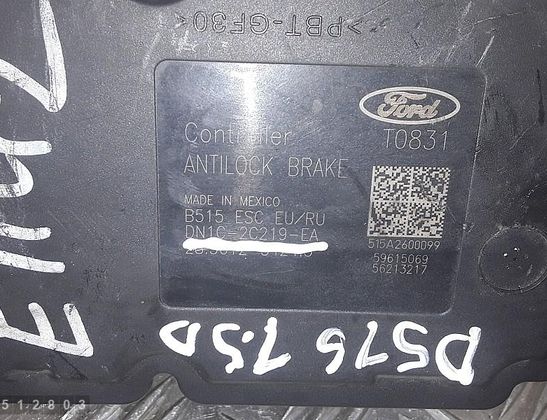 >PBT-GF30<
Ford
Controller T0831
ANTILOCK BRAKE
MADE IN MEXICO
B515 ESC EU/RU
DN1C-2C219-EA
515A2600099
59615069
56213217
D576 1.5D
512803